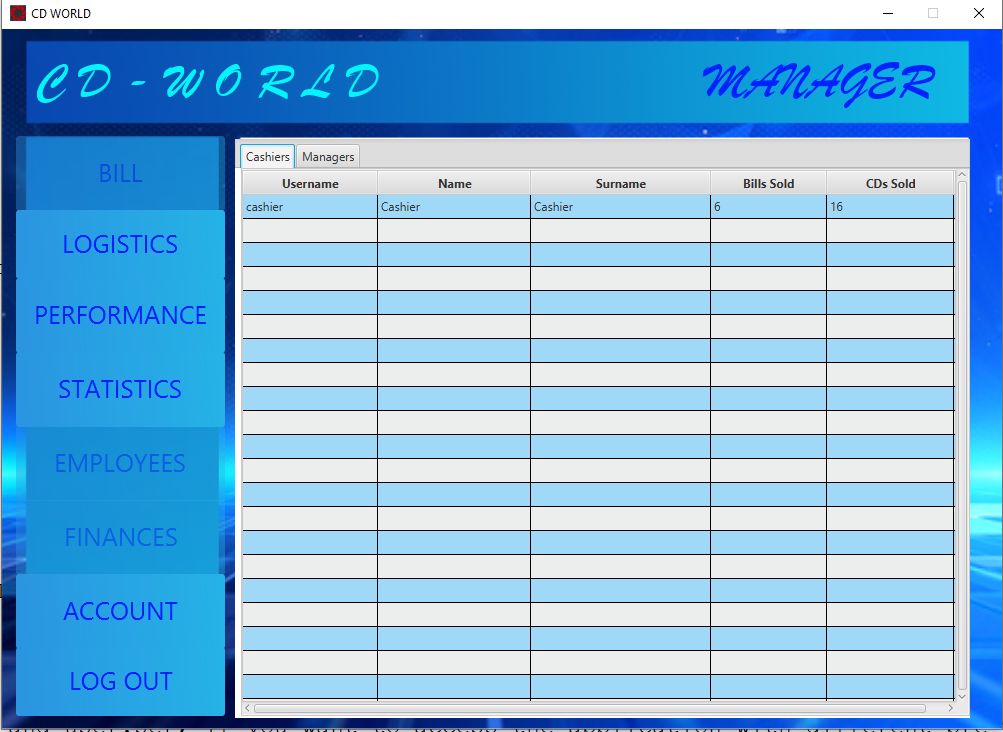 CD WORLD
CD-WORLD MANAGER
BILL
LOGISTICS
PERFORMANCE
STATISTICS
EMPLOYEES
FINANCES
ACCOUNT
LOG OUT
Cashiers Managers
Username Name Surname Bills Sold CDs Sold
cashier Cashier Cashier 6 16